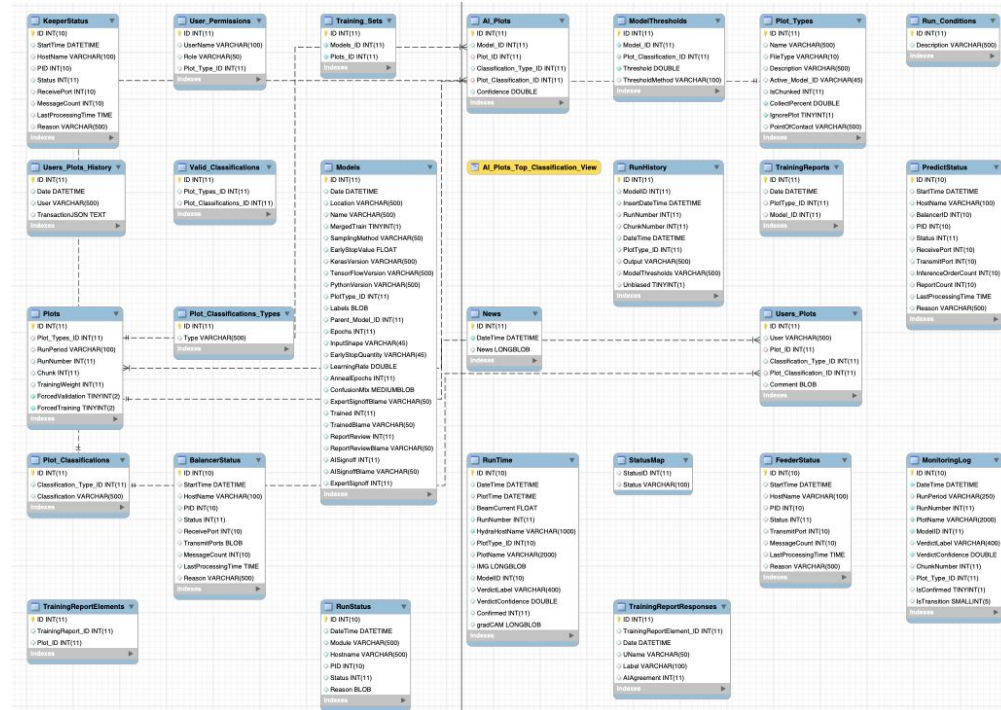 KeeperStatus
ID INT(10)
StartTime DATETIME
HostName VARCHAR(100)
PID INT(10)
Status INT(11)
ReceivePort INT(10)
MessageCount INT(10)
LastProcessingTime TIME
Reason VARCHAR(500)
Indexes
User_Permissions
ID INT(11)
UserName VARCHAR(100)
Role VARCHAR(50)
Plot_Type_ID INT(11)
Indexes
Training_Sets
ID INT(11)
Models_ID INT(11)
Plots_ID INT(11)
Indexes
AI_Plots
ID INT(11)
Model_ID INT(11)
Plot_ID INT(11)
Classification_Type_ID INT(11)
Plot_Classification_ID INT(11)
Confidence DOUBLE
Indexes
ModelThresholds
ID INT(11)
Model_ID INT(11)
Plot_Classification_ID INT(11)
Threshold DOUBLE
ThresholdMethod VARCHAR(100)
Indexes
Plot_Types
ID INT(11)
Name VARCHAR(500)
FileType VARCHAR(10)
Description VARCHAR(500)
Active_Model_ID VARCHAR(45)
IsChunked INT(11)
CollectPercent DOUBLE
IgnorePlot TINYINT(1)
PointOfContact VARCHAR(500)
Indexes
Run_Conditions
ID INT(11)
Description VARCHAR(500)
Indexes
Users_Plots_History
ID INT(11)
Date DATETIME
User VARCHAR(500)
TransactionJSON TEXT
Indexes
Valid_Classifications
ID INT(11)
Plot_Types_ID INT(11)
Plot_Classifications_ID INT(11)
Indexes
Models
ID INT(11)
Date DATETIME
Location VARCHAR(500)
Name VARCHAR(500)
MergedTrain TINYINT(1)
SamplingMethod VARCHAR(50)
EarlyStopValue FLOAT
KerasVersion VARCHAR(500)
TensorFlowVersion VARCHAR(500)
PythonVersion VARCHAR(500)
PlotType_ID INT(11)
Labels BLOB
Parent_Model_ID INT(11)
Epochs INT(11)
InputShape VARCHAR(45)
EarlyStopQuantity VARCHAR(45)
LearningRate DOUBLE
AnnealEpochs INT(11)
ConfusionMtx MEDIUMBLOB
ExpertSignoffBlame VARCHAR(50)
Trained INT(11)
TrainedBlame VARCHAR(50)
ReportReview INT(11)
ReportReviewBlame VARCHAR(50)
AISignoff INT(11)
AISignoffBlame VARCHAR(50)
ExpertSignoff INT(11)
Indexes
AI_Plots_Top_Classification_View
RunHistory
ID INT(11)
ModelID INT(11)
InsertDateTime DATETIME
RunNumber INT(11)
ChunkNumber INT(11)
DateTime DATETIME
PlotType_ID INT(11)
Output VARCHAR(500)
ModelThresholds VARCHAR(500)
Unbiased TINYINT(1)
Indexes
TrainingReports
ID INT(11)
Date DATETIME
PlotType_ID INT(11)
Model_ID INT(11)
Indexes
PredictStatus
ID INT(10)
StartTime DATETIME
HostName VARCHAR(100)
BalancerID INT(10)
PID INT(10)
Status INT(11)
ReceivePort INT(10)
TransmitPort INT(10)
InferenceOrderCount INT(10)
ReportCount INT(10)
LastProcessingTime TIME
Reason VARCHAR(500)
Indexes
Plots
ID INT(11)
Plot_Types_ID INT(11)
RunPeriod VARCHAR(100)
RunNumber INT(11)
Chunk INT(11)
TrainingWeight INT(11)
ForcedValidation TINYINT(2)
ForcedTraining TINYINT(2)
Indexes
Plot_Classifications_Types
ID INT(11)
Type VARCHAR(500)
Indexes
News
ID INT(11)
DateTime DATETIME
News LONGBLOB
Indexes
Users_Plots
ID INT(11)
User VARCHAR(500)
Plot_ID INT(11)
Classification_Type_ID INT(11)
Plot_Classification_ID INT(11)
Comment BLOB
Indexes
Plot_Classifications
ID INT(11)
Classification_Type_ID INT(11)
Classification VARCHAR(500)
Indexes
BalancerStatus
ID INT(10)
StartTime DATETIME
HostName VARCHAR(100)
PID INT(10)
Status INT(11)
ReceivePort INT(10)
TransmitPorts BLOB
MessageCount INT(10)
LastProcessingTime TIME
Reason VARCHAR(500)
Indexes
RunTime
ID INT(10)
DateTime DATETIME
PlotTime DATETIME
BeamCurrent FLOAT
RunNumber INT(11)
HydraHostName VARCHAR(1000)
PlotType_ID INT(10)
PlotName VARCHAR(2000)
IMG LONGBLOB
ModelID INT(10)
VerdictLabel VARCHAR(400)
VerdictConfidence DOUBLE
Confirmed INT(11)
gradCAM LONGBLOB
Indexes
StatusMap
StatusID INT(11)
Status VARCHAR(100)
Indexes
FeederStatus
ID INT(10)
StartTime DATETIME
HostName VARCHAR(100)
PID INT(10)
Status INT(11)
TransmitPort INT(10)
MessageCount INT(10)
LastProcessingTime TIME
Reason VARCHAR(500)
Indexes
MonitoringLog
ID INT(10)
DateTime DATETIME
RunPeriod VARCHAR(250)
RunNumber INT(11)
PlotName VARCHAR(2000)
ModelID INT(11)
VerdictLabel VARCHAR(400)
VerdictConfidence DOUBLE
ChunkNumber INT(11)
Plot_Type_ID INT(11)
IsConfirmed TINYINT(1)
IsTransition SMALLINT(5)
Indexes
TrainingReportElements
ID INT(11)
TrainingReport_ID INT(11)
Plot_ID INT(11)
Indexes
RunStatus
ID INT(10)
DateTime DATETIME
Module VARCHAR(500)
Hostname VARCHAR(500)
PID INT(10)
Status INT(11)
Reason BLOB
Indexes
TrainingReportResponses
ID INT(11)
TrainingReportElement_ID INT(11)
Date DATETIME
UName VARCHAR(50)
Label VARCHAR(100)
AIAgreement INT(11)
Indexes